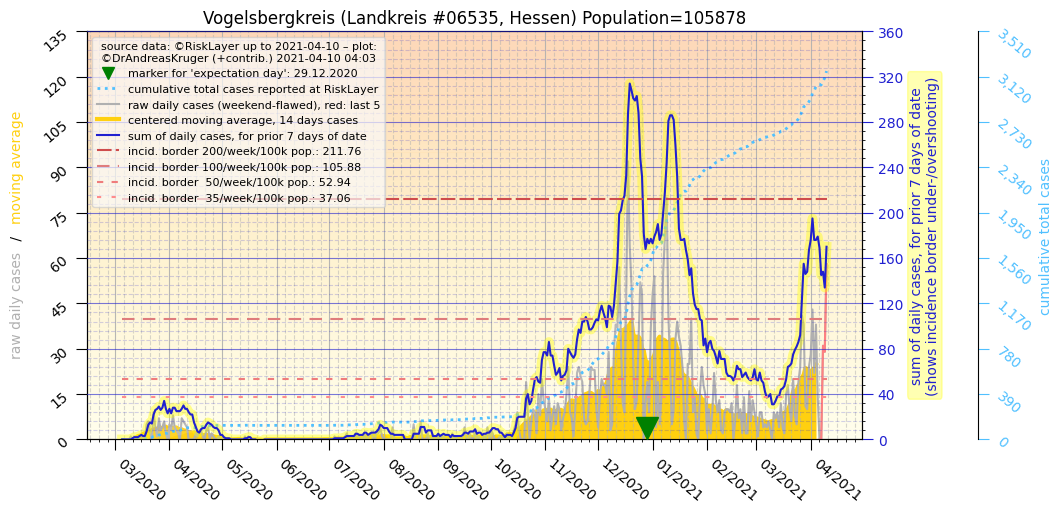 Vogelsbergkreis (Landkreis #06535, Hessen) Population=105878
source data: ©RiskLayer up to 2021-04-10 – plot:
©DrAndreasKruger (+contrib.) 2021-04-10 04:03
marker for 'expectation day': 29.12.2020
cumulative total cases reported at RiskLayer
raw daily cases (weekend-flawed), red: last 5
centered moving average, 14 days cases
sum of daily cases, for prior 7 days of date
incid. border 200/week/100k pop.: 211.76
incid. border 100/week/100k pop.: 105.88
incid. border  50/week/100k pop.: 52.94
incid. border  35/week/100k pop.: 37.06
raw daily cases  /  moving average
135
120
105
90
75
60
45
30
15
0
03/2020
04/2020
05/2020
06/2020
07/2020
08/2020
09/2020
10/2020
11/2020
12/2020
01/2021
02/2021
03/2021
04/2021
360
320
280
240
200
160
120
80
40
0
sum of daily cases, for prior 7 days of date
(shows incidence border under-/overshooting)
3,510
3,120
2,730
2,340
1,950
1,560
1,170
780
390
0
cumulative total cases